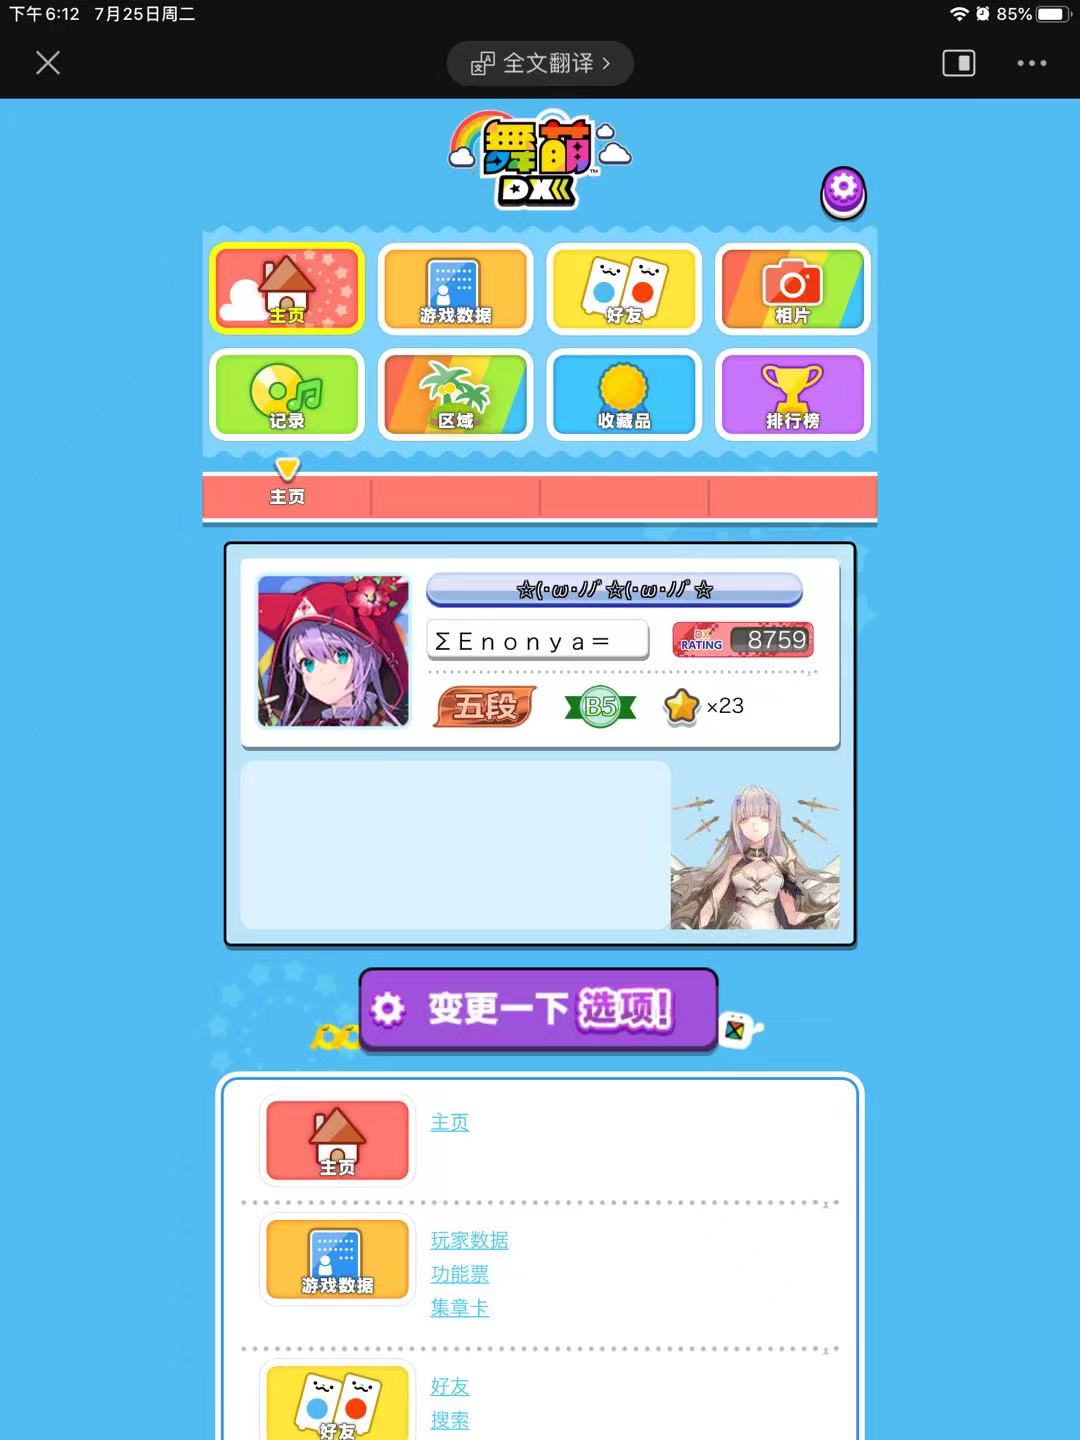 下午6:12 7月25日周二
85%
全文翻译
舞萌™
DX
主页 游戏数据 好友 相片
记录 区域 收藏品 排行榜
主页
☆(･ω･ﾉﾉﾞ☆(･ω･ﾉﾉﾞ☆
ΣＥｎｏｎｙａ＝
DX RATING 8759
五段 B5 ×23
变更一下选项!
主页
主页
游戏数据
玩家数据
功能票
集章卡
好友
好友
搜索